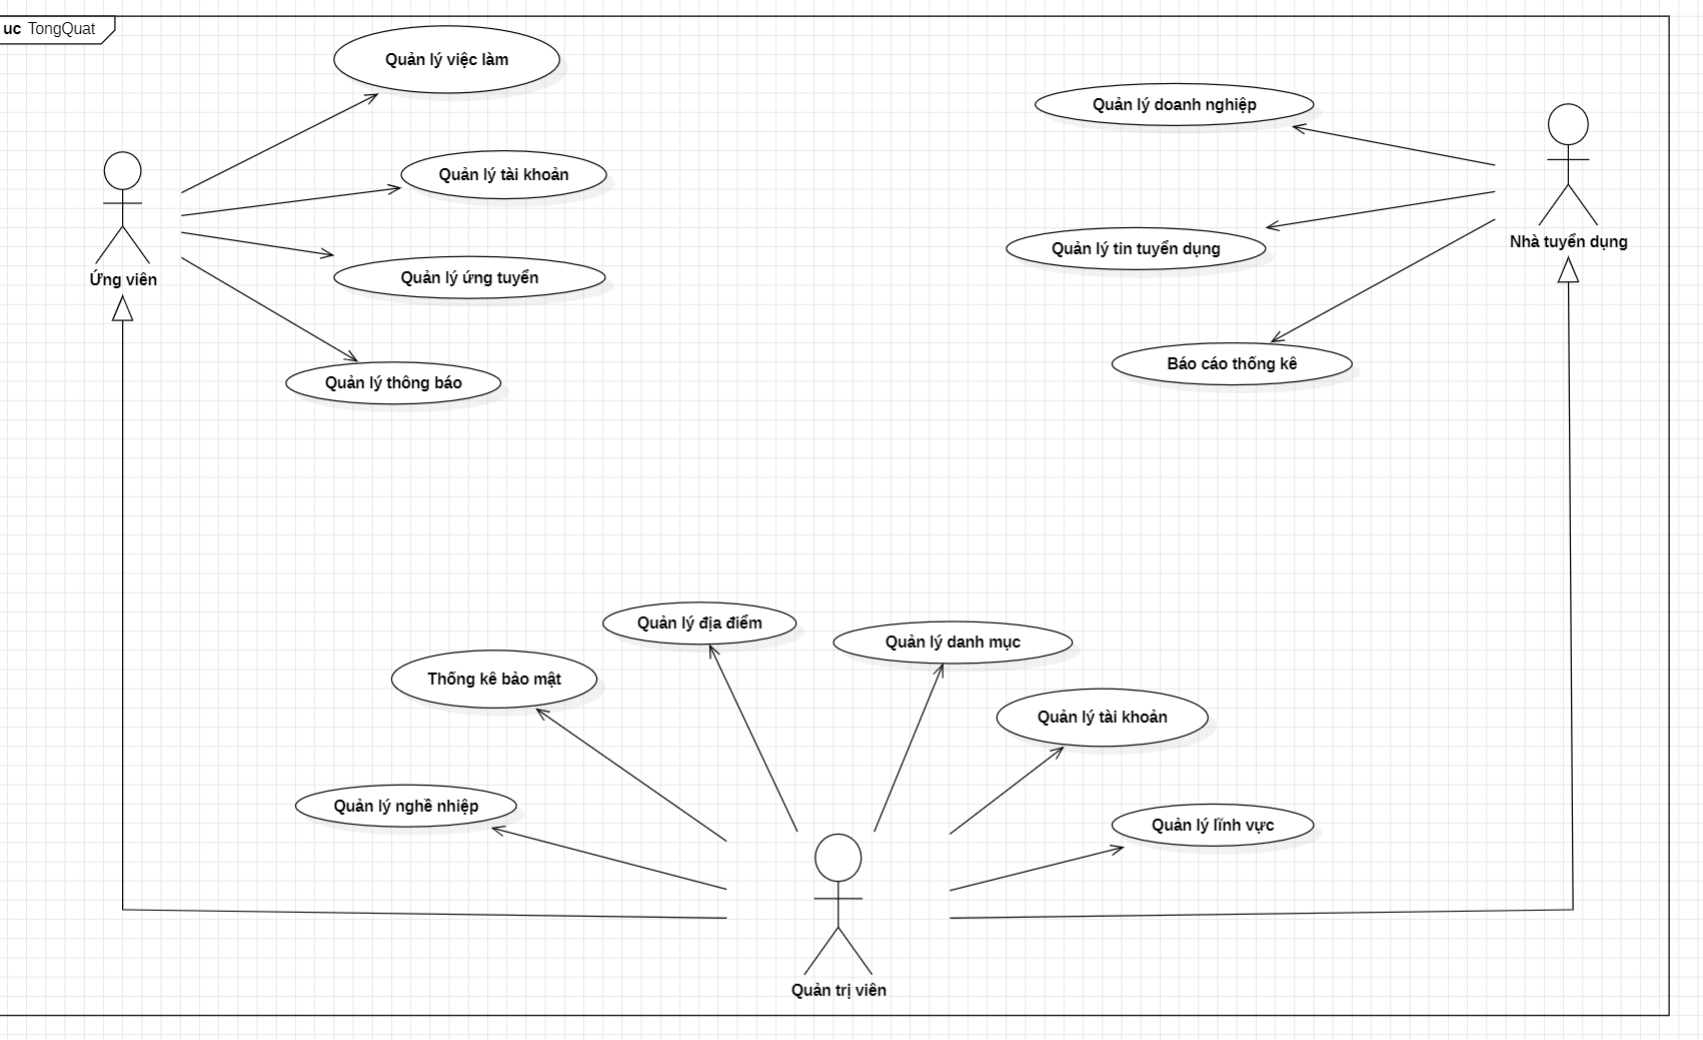 uc TongQuat
Quản lý việc làm
Quản lý doanh nghiệp
Quản lý tài khoản
Nhà tuyển dụng
Quản lý tin tuyển dụng
Ứng viên
Quản lý ứng tuyển
Báo cáo thống kê
Quản lý thông báo
Quản lý địa điểm
Quản lý danh mục
Thống kê bảo mật
Quản lý tài khoản
Quản lý nghề nhiệp
Quản lý lĩnh vực
Quản trị viên